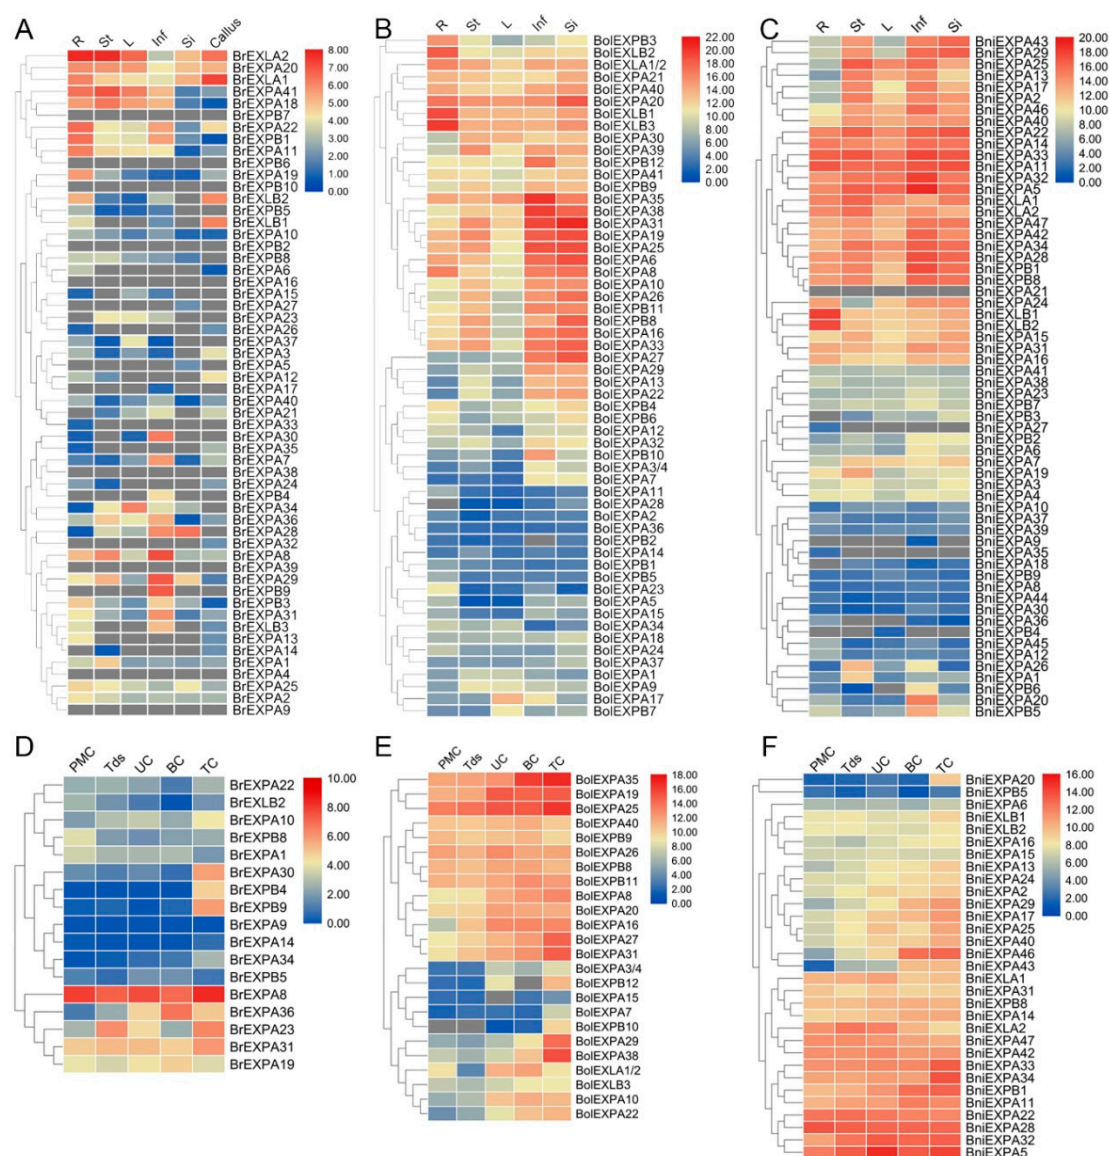 A
R St L Inf Si Callus
BrEXLA2
BrEXPA20
BrEXLA1
BrEXPA41
BrEXPA18
BrEXPB7
BrEXPA22
BrEXPB1
BrEXPA11
BrEXPB6
BrEXPA19
BrEXPB10
BrEXLB2
BrEXPB5
BrEXLB1
BrEXPA10
BrEXPB2
BrEXPB8
BrEXPA6
BrEXPA16
BrEXPA15
BrEXPA27
BrEXPA23
BrEXPA26
BrEXPA37
BrEXPA3
BrEXPA5
BrEXPA12
BrEXPA17
BrEXPA40
BrEXPA21
BrEXPA33
BrEXPA30
BrEXPA35
BrEXPA7
BrEXPA38
BrEXPA24
BrEXPB4
BrEXPA34
BrEXPA36
BrEXPA28
BrEXPA32
BrEXPA8
BrEXPA39
BrEXPA29
BrEXPB9
BrEXPB3
BrEXPA31
BrEXLB3
BrEXPA13
BrEXPA14
BrEXPA1
BrEXPA4
BrEXPA25
BrEXPA2
BrEXPA9
8.00
7.00
6.00
5.00
4.00
3.00
2.00
1.00
0.00
B
R St L Inf Si
BolEXPB3
BolEXLB2
BolEXLA1/2
BolEXPA21
BolEXPA40
BolEXPA20
BolEXLB1
BolEXLB3
BolEXPA30
BolEXPA39
BolEXPB12
BolEXPA41
BolEXPB9
BolEXPA35
BolEXPA38
BolEXPA31
BolEXPA19
BolEXPA25
BolEXPA6
BolEXPA8
BolEXPA10
BolEXPA26
BolEXPB11
BolEXPB8
BolEXPA16
BolEXPA33
BolEXPA27
BolEXPA29
BolEXPA13
BolEXPA22
BolEXPB4
BolEXPB6
BolEXPA12
BolEXPA32
BolEXPB10
BolEXPA3/4
BolEXPA7
BolEXPA11
BolEXPA28
BolEXPA2
BolEXPA36
BolEXPB2
BolEXPA14
BolEXPB1
BolEXPB5
BolEXPA23
BolEXPA5
BolEXPA15
BolEXPA34
BolEXPA18
BolEXPA24
BolEXPA37
BolEXPA1
BolEXPA9
BolEXPA17
BolEXPB7
22.00
20.00
18.00
16.00
14.00
12.00
10.00
8.00
6.00
4.00
2.00
0.00
C
R St L Inf Si
BniEXPA43
BniEXPA29
BniEXPA25
BniEXPA13
BniEXPA17
BniEXPA2
BniEXPA46
BniEXPA40
BniEXPA22
BniEXPA14
BniEXPA33
BniEXPA11
BniEXPA32
BniEXPA5
BniEXLA1
BniEXLA2
BniEXPA47
BniEXPA42
BniEXPA34
BniEXPA28
BniEXPB1
BniEXPB8
BniEXPA21
BniEXPA24
BniEXLB1
BniEXLB2
BniEXPA15
BniEXPA31
BniEXPA16
BniEXPA41
BniEXPA38
BniEXPA23
BniEXPB7
BniEXPB3
BniEXPA27
BniEXPB2
BniEXPA6
BniEXPA7
BniEXPA19
BniEXPA3
BniEXPA4
BniEXPA10
BniEXPA37
BniEXPA39
BniEXPA9
BniEXPA35
BniEXPA18
BniEXPB9
BniEXPA8
BniEXPA44
BniEXPA30
BniEXPA36
BniEXPB4
BniEXPA45
BniEXPA12
BniEXPA26
BniEXPA1
BniEXPB6
BniEXPA20
BniEXPB5
20.00
18.00
16.00
14.00
12.00
10.00
8.00
6.00
4.00
2.00
0.00
D
PMC Tds UC BC TC
BrEXPA22
BrEXLB2
BrEXPA10
BrEXPB8
BrEXPA1
BrEXPA30
BrEXPB4
BrEXPB9
BrEXPA9
BrEXPA14
BrEXPA34
BrEXPB5
BrEXPA8
BrEXPA36
BrEXPA23
BrEXPA31
BrEXPA19
10.00
8.00
6.00
4.00
2.00
0.00
E
PMC Tds UC BC TC
BolEXPA35
BolEXPA19
BolEXPA25
BolEXPA40
BolEXPB9
BolEXPA26
BolEXPB8
BolEXPB11
BolEXPA8
BolEXPA20
BolEXPA16
BolEXPA27
BolEXPA31
BolEXPA3/4
BolEXPB12
BolEXPA15
BolEXPA7
BolEXPB10
BolEXPA29
BolEXPA38
BolEXLA1/2
BolEXLB3
BolEXPA10
BolEXPA22
18.00
16.00
14.00
12.00
10.00
8.00
6.00
4.00
2.00
0.00
F
PMC Tds UC BC TC
BniEXPA20
BniEXPB5
BniEXPA6
BniEXLB1
BniEXLB2
BniEXPA16
BniEXPA15
BniEXPA13
BniEXPA24
BniEXPA2
BniEXPA29
BniEXPA17
BniEXPA25
BniEXPA40
BniEXPA46
BniEXPA43
BniEXLA1
BniEXPA31
BniEXPB8
BniEXPA14
BniEXLA2
BniEXPA47
BniEXPA42
BniEXPA33
BniEXPA34
BniEXPB1
BniEXPA11
BniEXPA22
BniEXPA28
BniEXPA32
BniEXPA5
16.00
14.00
12.00
10.00
8.00
6.00
4.00
2.00
0.00